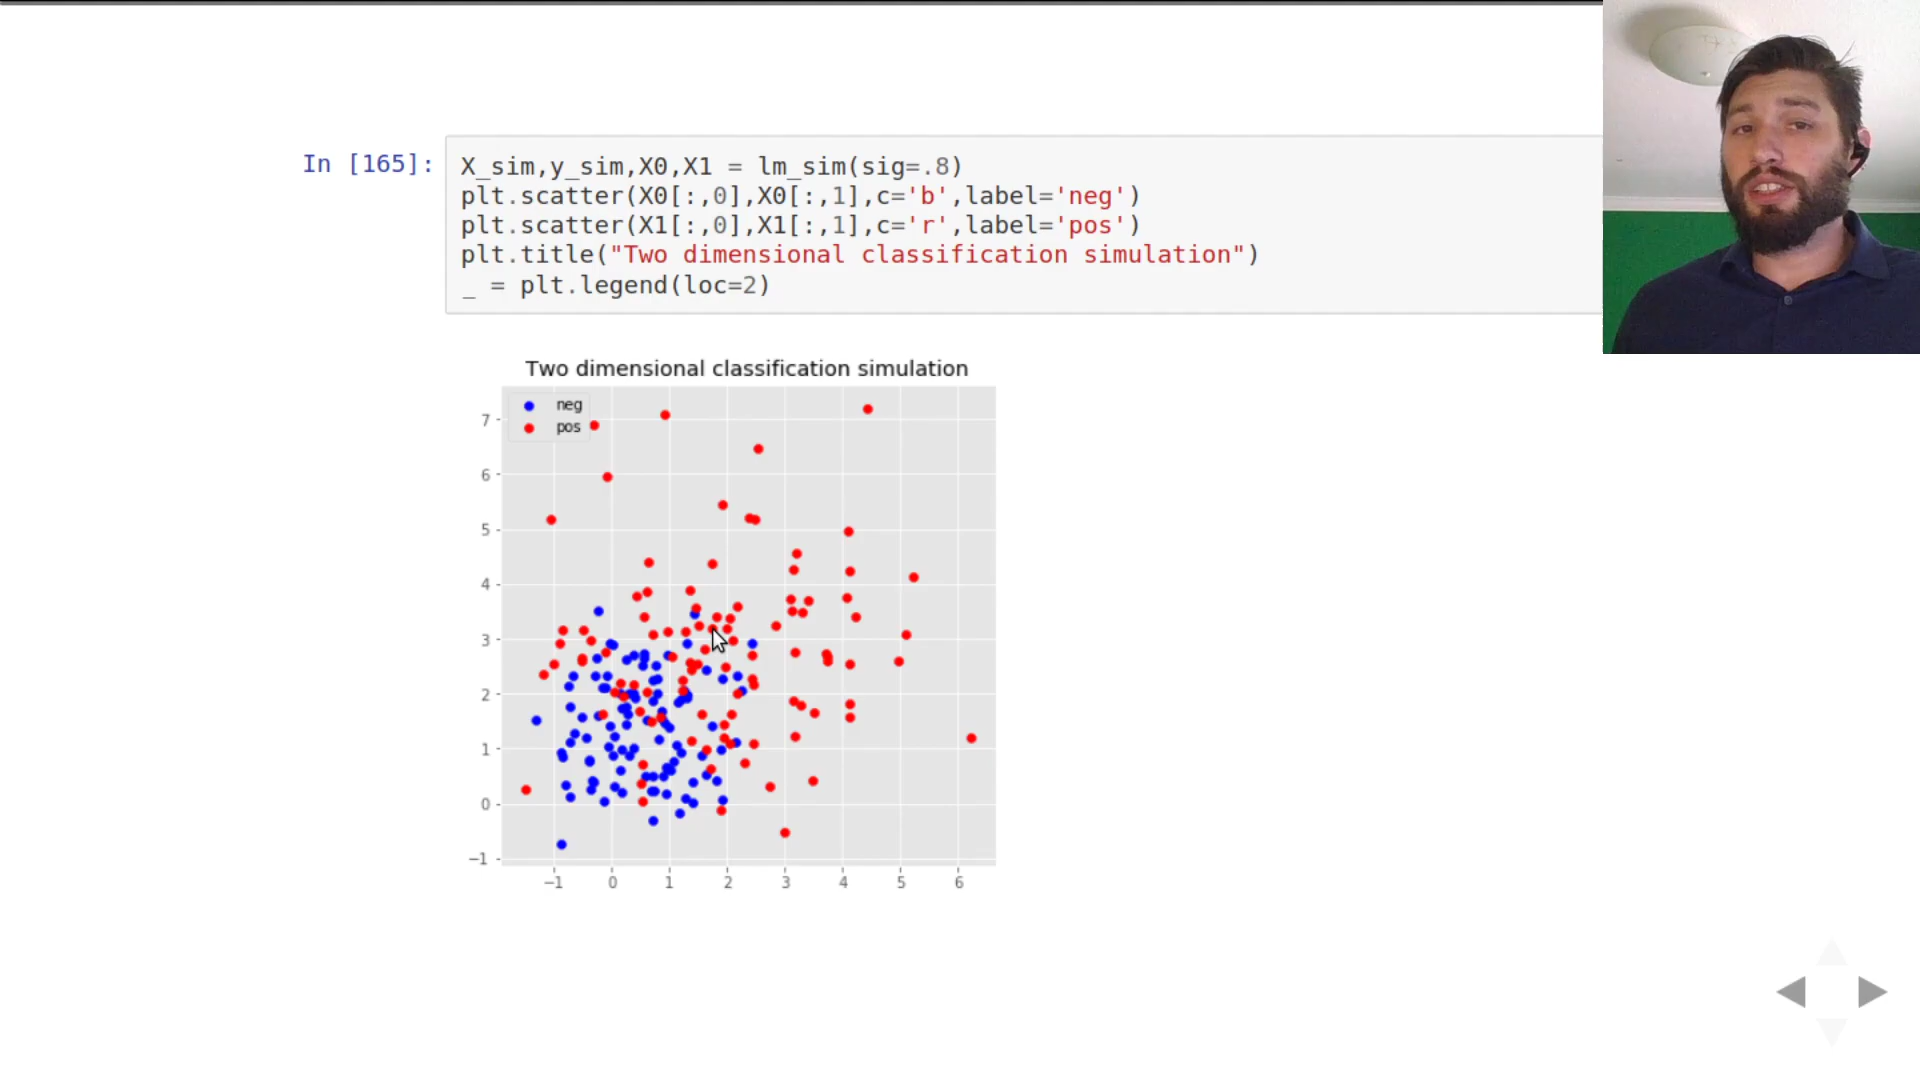 In [165]:
X_sim,y_sim,X0,X1 = lm_sim(sig=.8)
plt.scatter(X0[:,0],X0[:,1],c='b',label='neg')
plt.scatter(X1[:,0],X1[:,1],c='r',label='pos')
plt.title("Two dimensional classification simulation")
_ = plt.legend(loc=2)
Two dimensional classification simulation
neg
pos
7
6
5
4
3
2
1
0
−1
−1 0 1 2 3 4 5 6